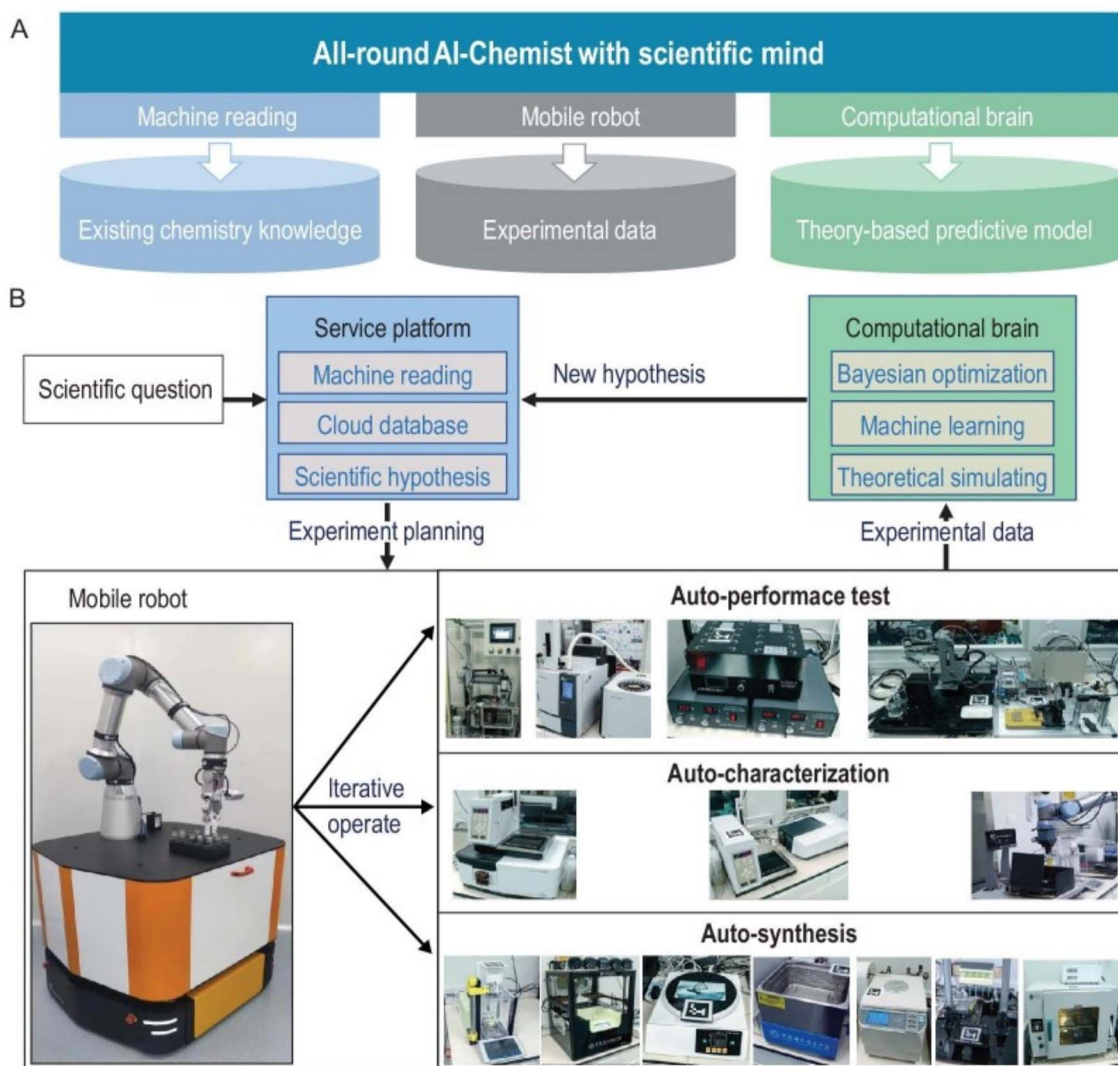 A
All-round AI-Chemist with scientific mind
Machine reading
Mobile robot
Computational brain
Existing chemistry knowledge
Experimental data
Theory-based predictive model
B
Service platform
Computational brain
Scientific question
Machine reading
New hypothesis
Bayesian optimization
Cloud database
Machine learning
Scientific hypothesis
Theoretical simulating
Experiment planning
Experimental data
Mobile robot
Auto-performace test
Iterative
operate
Auto-characterization
Auto-synthesis